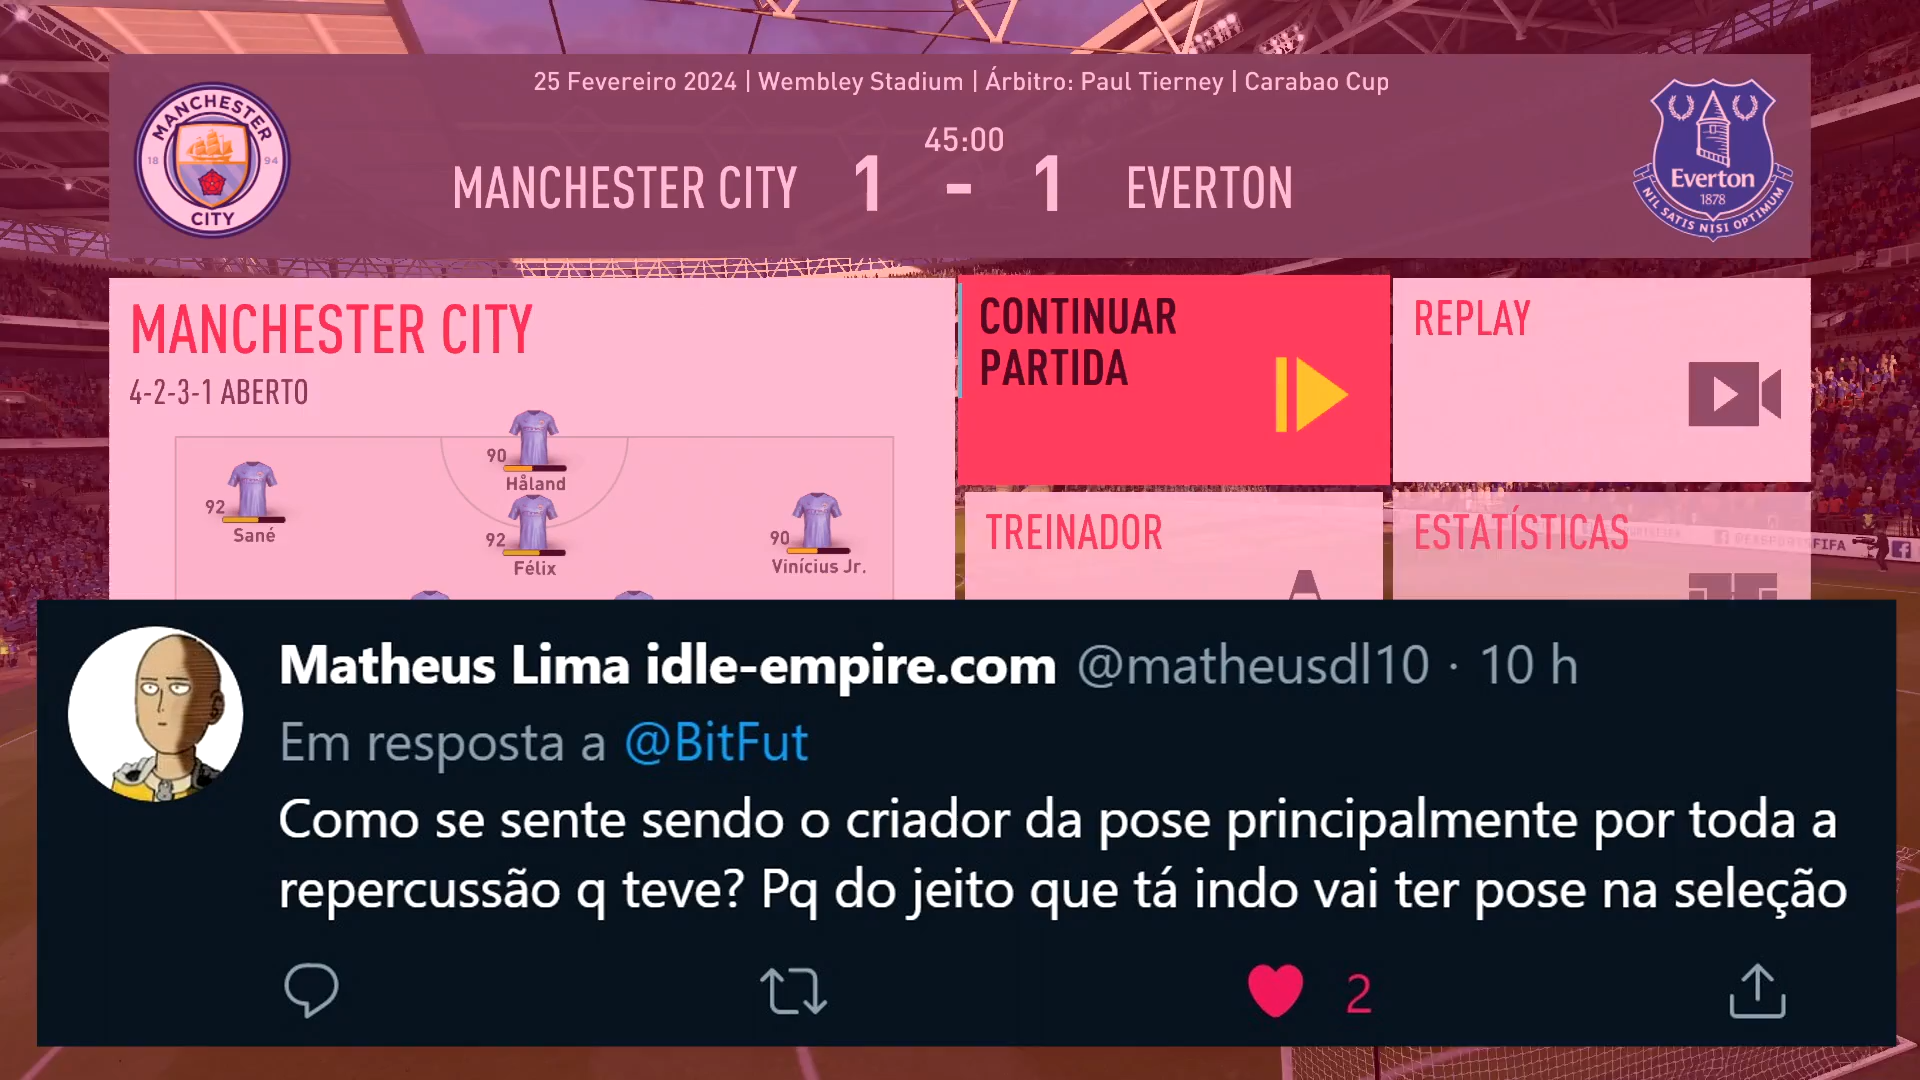 25 Fevereiro 2024 | Wembley Stadium | Árbitro: Paul Tierney | Carabao Cup
45:00
MANCHESTER CITY 1 - 1 EVERTON
MANCHESTER
18 94
CITY
Everton
1878
NIL SATIS NISI OPTIMUM
MANCHESTER CITY
4-2-3-1 ABERTO
90
Håland
92
Sané
92
Félix
90
Vinícius Jr.
CONTINUAR
PARTIDA
REPLAY
TREINADOR
ESTATÍSTICAS
Matheus Lima idle-empire.com @matheusdl10 · 10 h
Em resposta a @BitFut
Como se sente sendo o criador da pose principalmente por toda a
repercussão q teve? Pq do jeito que tá indo vai ter pose na seleção
2